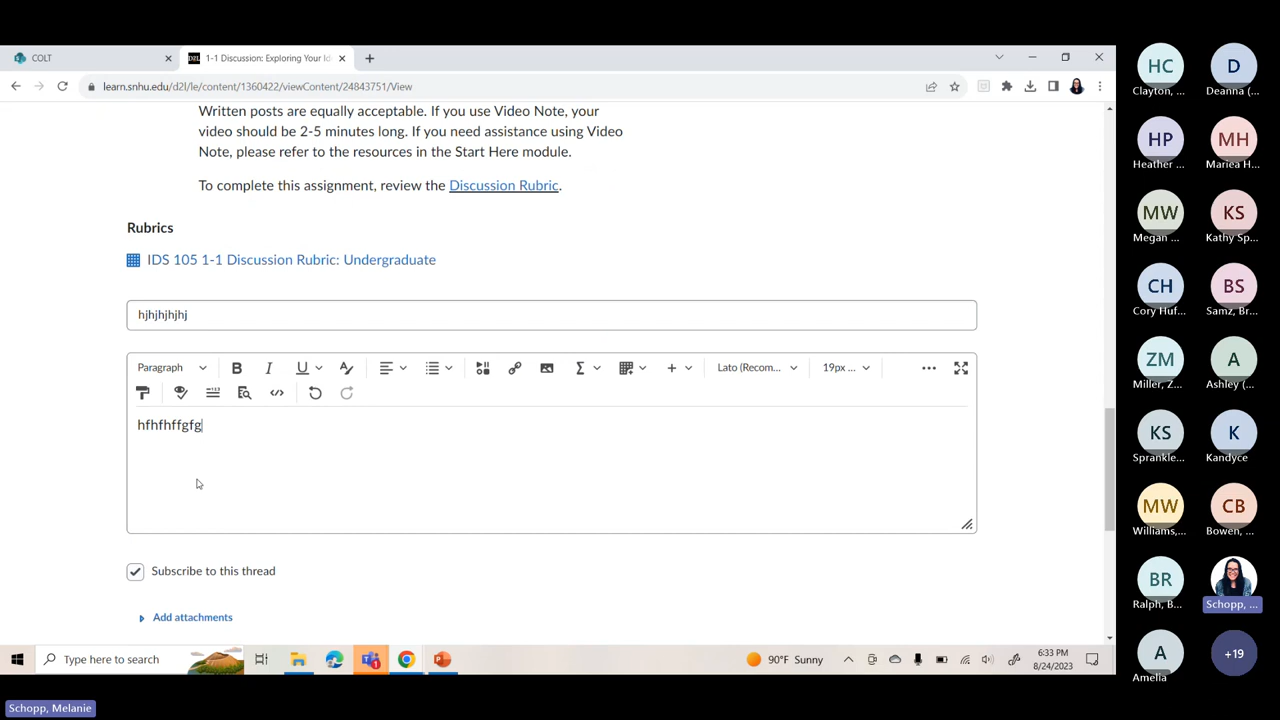 COLT
1-1 Discussion: Exploring Your Id
learn.snhu.edu/d2l/le/content/1360422/viewContent/24843751/View
Written posts are equally acceptable. If you use Video Note, your
video should be 2-5 minutes long. If you need assistance using Video
Note, please refer to the resources in the Start Here module.
To complete this assignment, review the Discussion Rubric.
Rubrics
IDS 105 1-1 Discussion Rubric: Undergraduate
hjhjhjhjhj
Paragraph
B I U
Lato (Recom...
19px ...
hfhfhffgfg
Subscribe to this thread
Add attachments
Type here to search
90°F Sunny
6:33 PM
8/24/2023
HC
Clayton, ...
D
Deanna (...
HP
Heather ...
MH
Mariea H...
MW
Megan ...
KS
Kathy Sp...
CH
Cory Huf...
BS
Samz, Br...
ZM
Miller, Z...
A
Ashley (...
KS
Sprankle...
K
Kandyce
MW
Williams,...
CB
Bowen, ...
BR
Ralph, B...
Schopp, ...
A
Amelia
+19
Schopp, Melanie